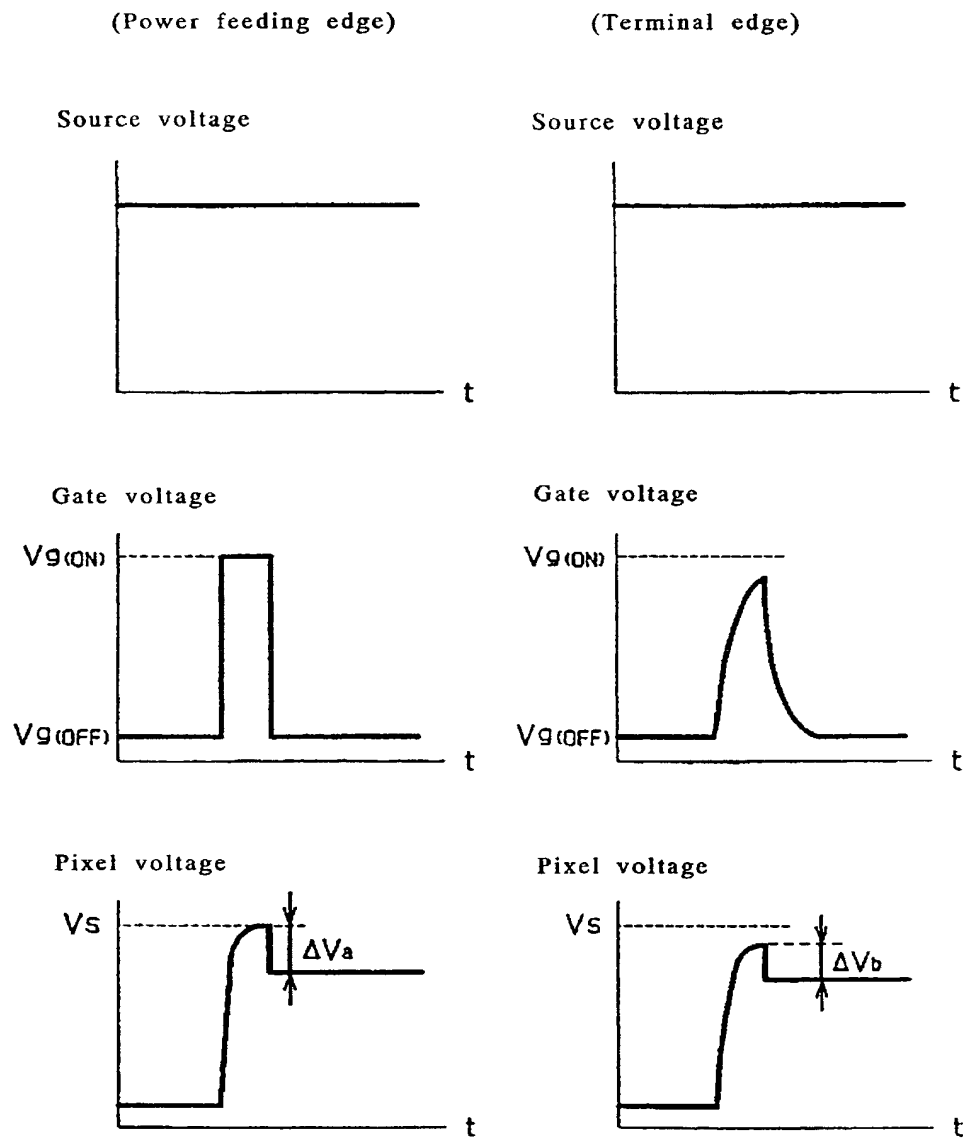 (Power feeding edge) (Terminal edge)
Source voltage Source voltage
t t
Gate voltage Gate voltage
Vg(ON) Vg(ON)
Vg(OFF) Vg(OFF)
t t
Pixel voltage Pixel voltage
Vs Vs
ΔVa ΔVb
t t